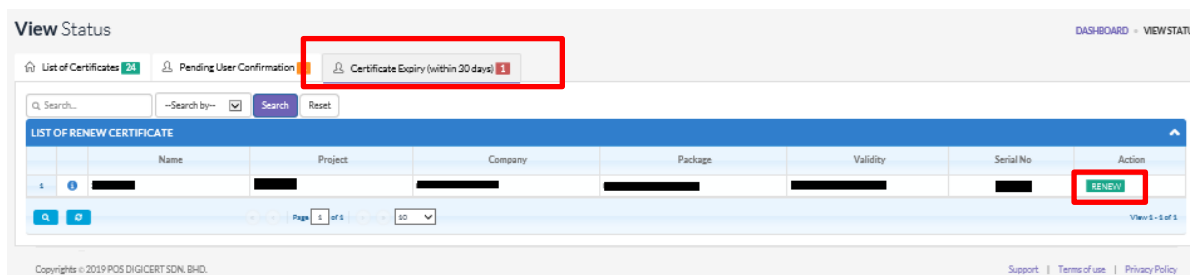 View Status
DASHBOARD VIEW STATU
List of Certificates 24 Pending User Confirmation Certificate Expiry (within 30 days) 1
Search... --Search by-- Search Reset
LIST OF RENEW CERTIFICATE
Name Project Company Package Validity Serial No Action
1 RENEW
Page 1 of 1 10 View 1 - 1 of 1
Copyrights © 2019 POS DIGICERT SDN. BHD. Support | Terms of use | Privacy Policy